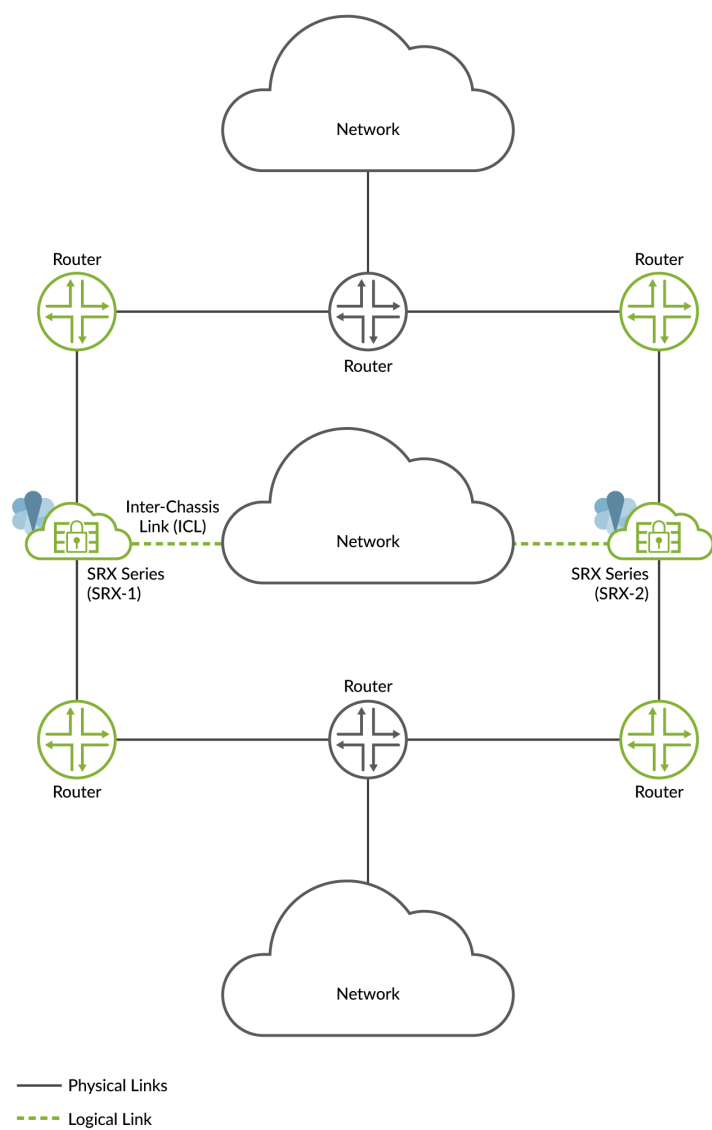 Network
Router
Router
Router
Inter-Chassis
Link (ICL)
Network
SRX Series
(SRX-1)
SRX Series
(SRX-2)
Router
Router
Router
Network
Physical Links
Logical Link